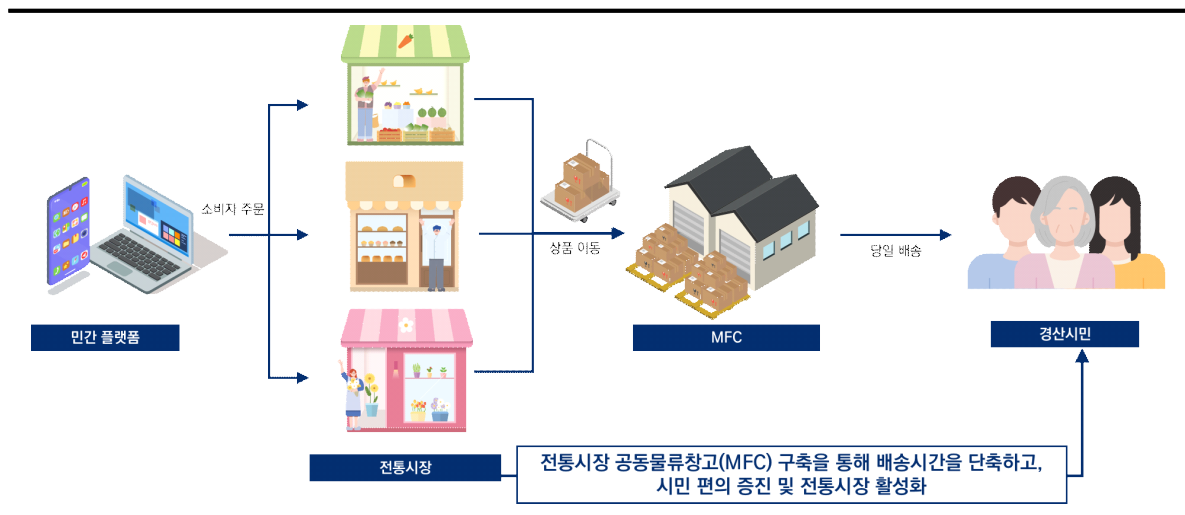 소비자 주문
상품 이동
당일 배송
민간 플랫폼
MFC
경산시민
전통시장
전통시장 공동물류창고(MFC) 구축을 통해 배송시간을 단축하고,
시민 편의 증진 및 전통시장 활성화